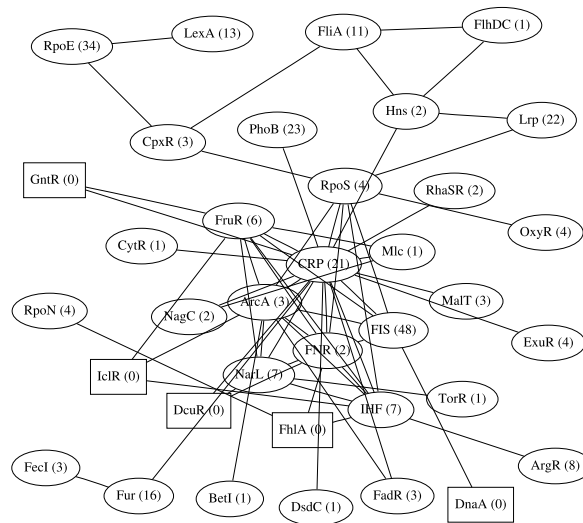 FlhDC (1)
LexA (13)
FliA (11)
RpoE (34)
Hns (2)
Lrp (22)
PhoB (23)
CpxR (3)
GntR (0)
RpoS (4)
RhaSR (2)
FruR (6)
OxyR (4)
CytR (1)
Mlc (1)
CRP (21)
ArcA (3)
MalT (3)
RpoN (4)
NagC (2)
FIS (48)
ExuR (4)
FNR (2)
IclR (0)
NarL (7)
TorR (1)
DcuR (0)
IHF (7)
FhlA (0)
ArgR (8)
FecI (3)
Fur (16)
BetI (1)
DsdC (1)
FadR (3)
DnaA (0)